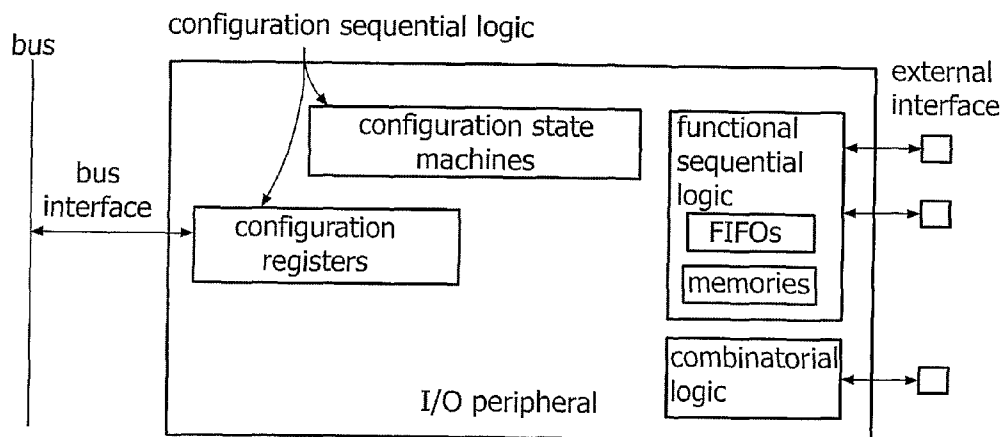 configuration sequential logic
bus
external
interface
configuration state
machines
functional
sequential
logic
FIFOs
memories
bus
interface
configuration
registers
combinatorial
logic
I/O peripheral